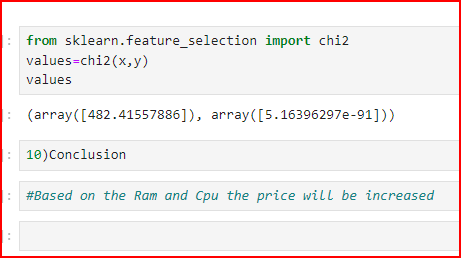 ]:
from sklearn.feature_selection import chi2
values=chi2(x,y)
values
]:
(array([482.41557886]), array([5.16396297e-91]))
]:
10)Conclusion
]:
#Based on the Ram and Cpu the price will be increased
]: